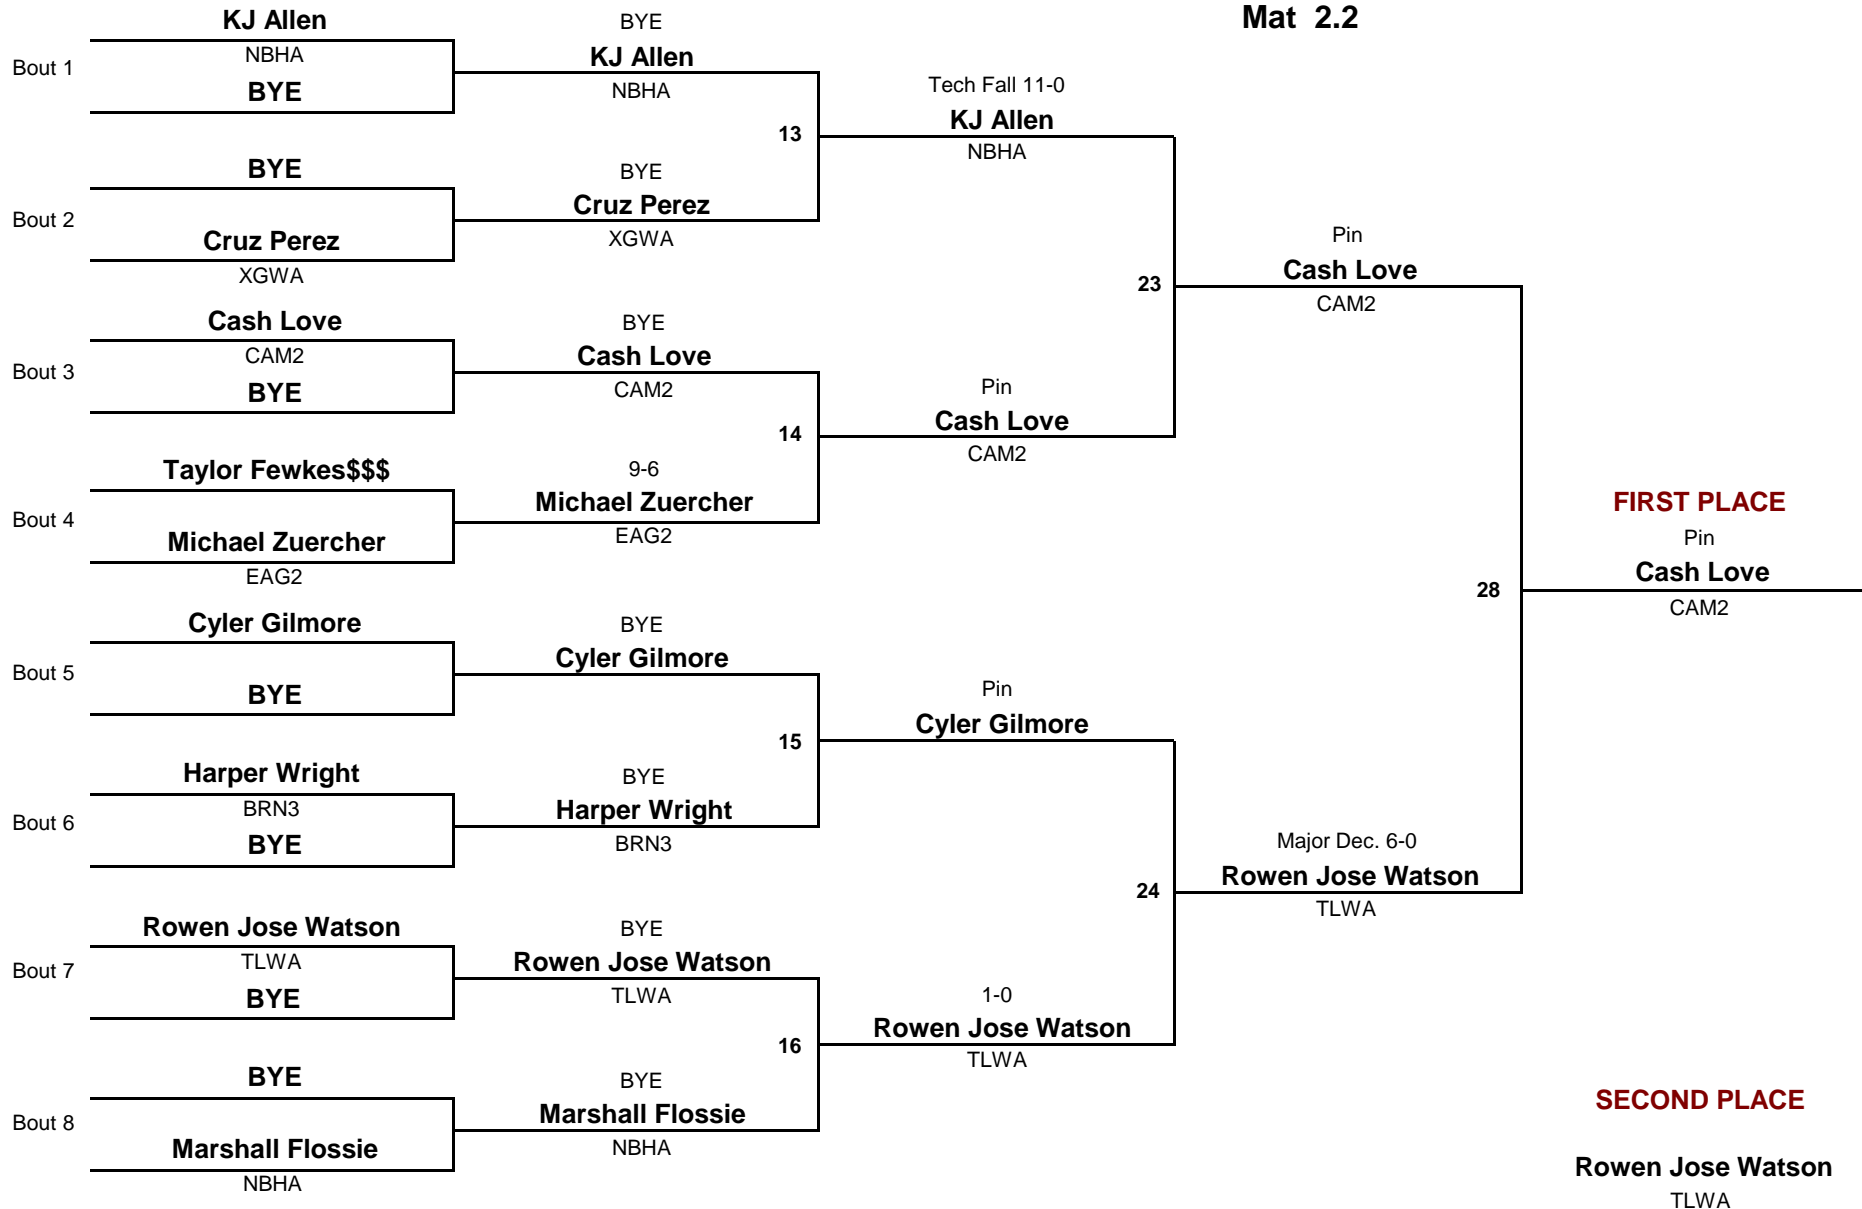 Mat 2.2
KJ Allen
NBHA
Bout 1
BYE
BYE
Bout 2
Cruz Perez
XGWA
Cash Love
CAM2
Bout 3
BYE
Taylor Fewkes$$$
Bout 4
Michael Zuercher
EAG2
Cyler Gilmore
Bout 5
BYE
Harper Wright
BRN3
Bout 6
BYE
Rowen Jose Watson
TLWA
Bout 7
BYE
BYE
Bout 8
Marshall Flossie
NBHA
BYE
KJ Allen
NBHA
13
BYE
Cruz Perez
XGWA
BYE
Cash Love
CAM2
14
9-6
Michael Zuercher
EAG2
BYE
Cyler Gilmore
15
BYE
Harper Wright
BRN3
BYE
Rowen Jose Watson
TLWA
16
BYE
Marshall Flossie
NBHA
Tech Fall 11-0
KJ Allen
NBHA
23
Pin
Cash Love
CAM2
Pin
Cyler Gilmore
24
1-0
Rowen Jose Watson
TLWA
Pin
Cash Love
CAM2
28
Major Dec. 6-0
Rowen Jose Watson
TLWA
FIRST PLACE
Pin
Cash Love
CAM2
SECOND PLACE
Rowen Jose Watson
TLWA